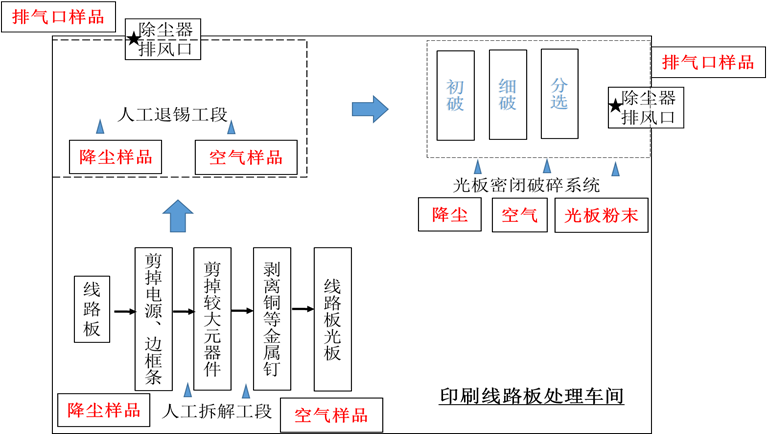 排气口样品
除尘器
排风口
人工退锡工段
降尘样品
空气样品
初破
细破
分选
排气口样品
除尘器
排风口
光板密闭破碎系统
降尘
空气
光板粉末
线路板
剪掉电源、边框条
剪掉较大元器件
剥离铜等金属钉
线路板光板
降尘样品
人工拆解工段
空气样品
印刷线路板处理车间